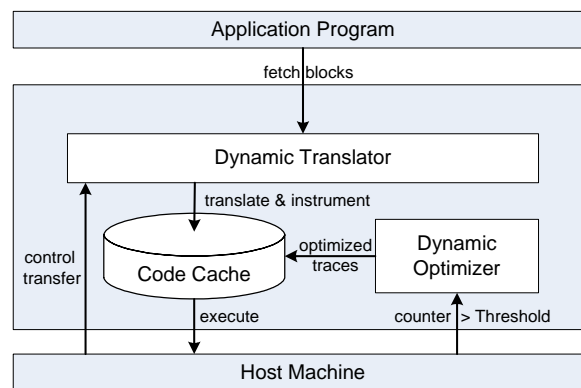 Application Program
fetch blocks
Dynamic Translator
translate & instrument
control
transfer
Code Cache
optimized
traces
Dynamic
Optimizer
execute
counter > Threshold
Host Machine